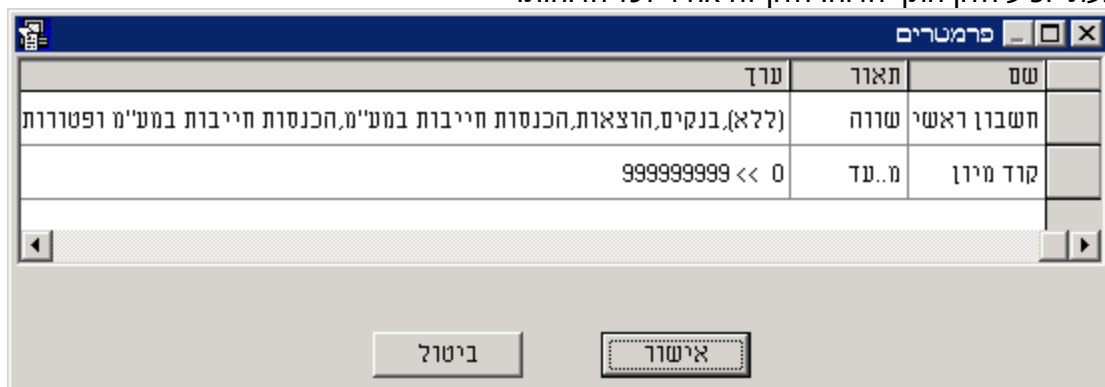 פרמטרים
שם תאור ערך
חשבון ראשי שווה (ללא),בנקים,הוצאות,הכנסות חייבות במע"מ,הכנסות חייבות במע"מ ופטורות
קוד מיון מ..עד 0 >> 999999999
אישור ביטול